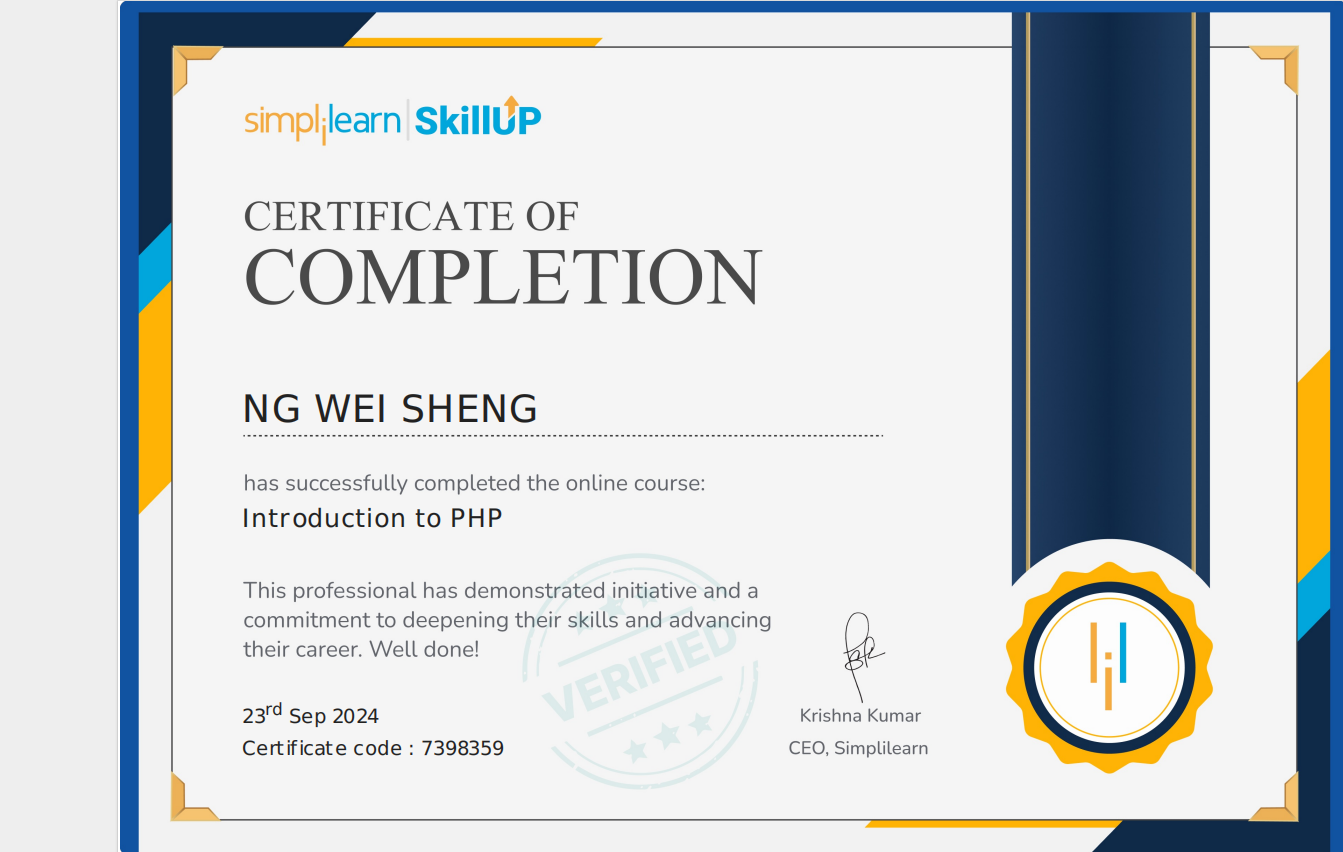 simplilearn | SkillUP
CERTIFICATE OF
COMPLETION
NG WEI SHENG
has successfully completed the online course:
Introduction to PHP
This professional has demonstrated initiative and a
commitment to deepening their skills and advancing
their career. Well done!
VERIFIED
23rd Sep 2024
Certificate code : 7398359
Krishna Kumar
CEO, Simplilearn